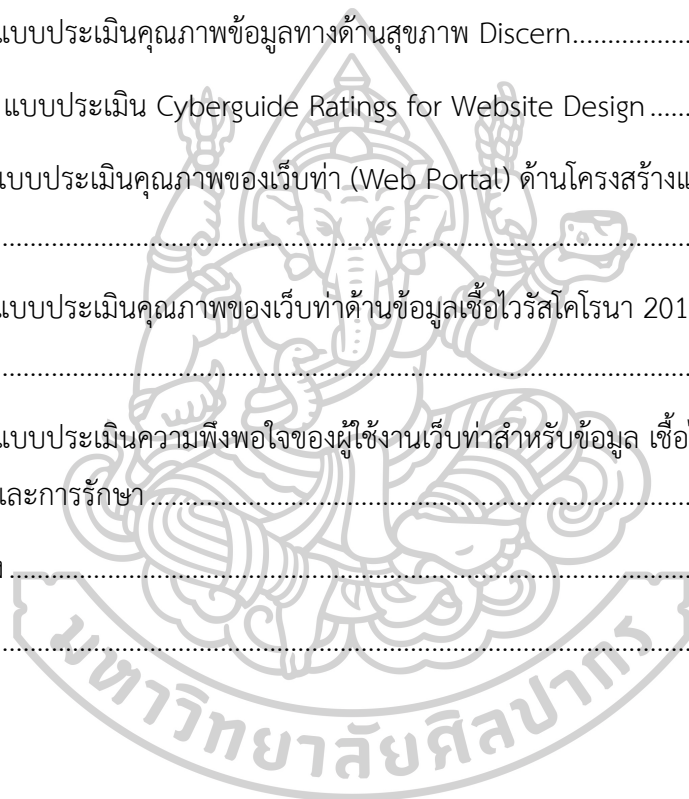 แบบประเมินคุณภาพข้อมูลทางด้านสุขภาพ Discern..................
แบบประเมิน Cyberguide Ratings for Website Design ......
แบบประเมินคุณภาพของเว็บท่า (Web Portal) ด้านโครงสร้างแ
................................................................................
แบบประเมินคุณภาพของเว็บท่าด้านข้อมูลเชื้อไวรัสโคโรนา 201
................................................................................
แบบประเมินความพึงพอใจของผู้ใช้งานเว็บท่าสำหรับข้อมูล เชื้อ
และการรักษา ................................................................
................................................................................
................................................................................
มหาวิทยาลัยศิลปากร